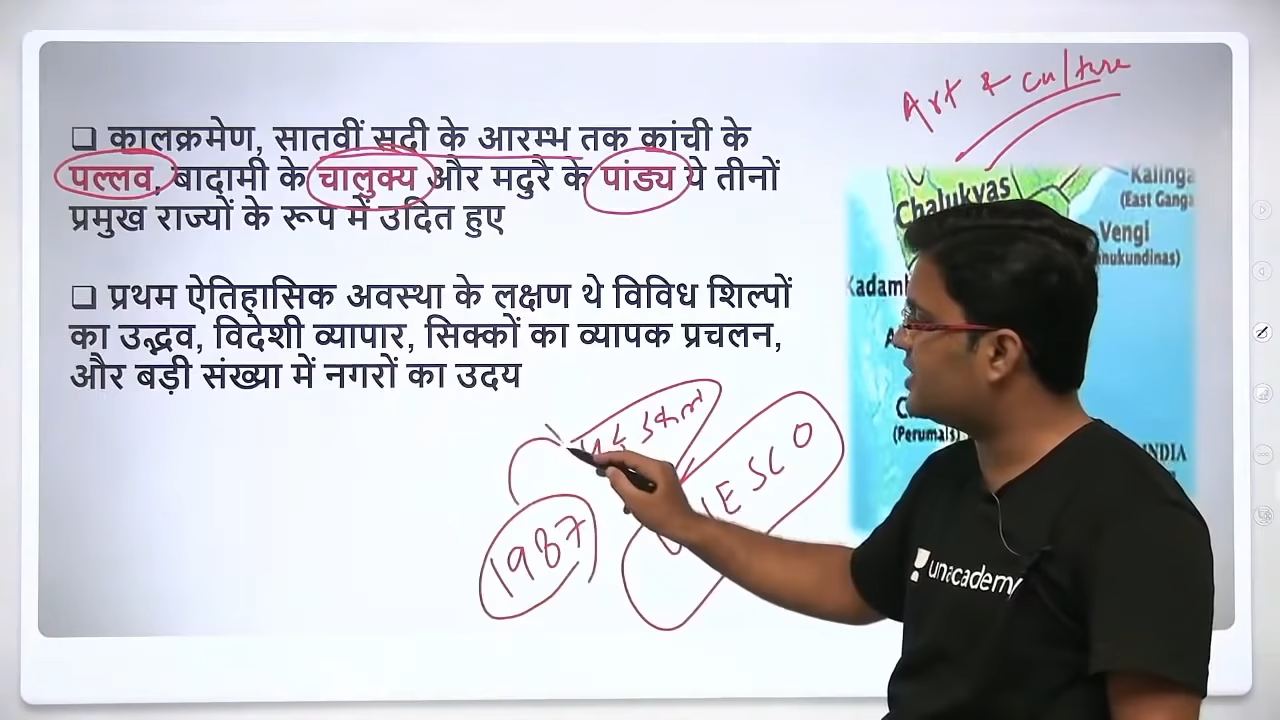 Art & culture
❑ कालक्रमेण, सातवीं सदी के आरम्भ तक कांची के
पल्लव, बादामी के चालुक्य और मदुरै के पांड्य ये तीनों
प्रमुख राज्यों के रूप में उदित हुए
❑ प्रथम ऐतिहासिक अवस्था के लक्षण थे विविध शिल्पों
का उद्भव, विदेशी व्यापार, सिक्कों का व्यापक प्रचलन,
और बड़ी संख्या में नगरों का उदय
1987
Kalinga
(East Ganga
Chalukyas
Vengi
Kadamb
(Perumals)
INDIA
unacademy